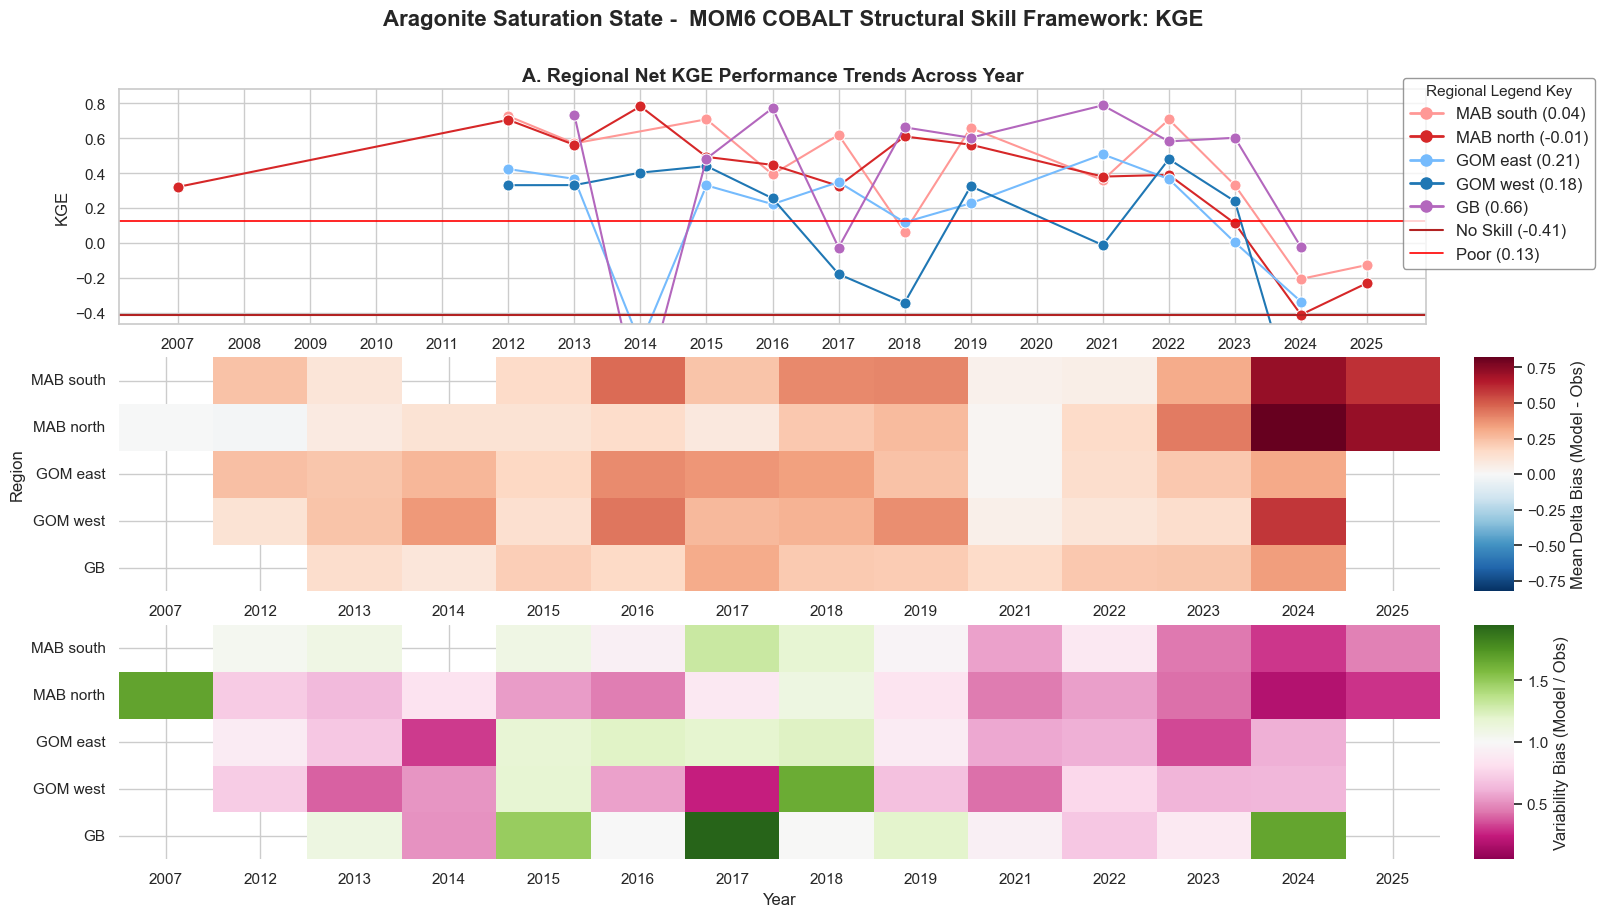 Aragonite Saturation State -  MOM6 COBALT Structural Skill Framework: KGE
A. Regional Net KGE Performance Trends Across Year
KGE
0.8
0.6
0.4
0.2
0.0
−0.2
−0.4
2007 2008 2009 2010 2011 2012 2013 2014 2015 2016 2017 2018 2019 2020 2021 2022 2023 2024 2025
Regional Legend Key
MAB south (0.04)
MAB north (-0.01)
GOM east (0.21)
GOM west (0.18)
GB (0.66)
No Skill (-0.41)
Poor (0.13)
Region
MAB south
MAB north
GOM east
GOM west
GB
2007 2012 2013 2014 2015 2016 2017 2018 2019 2021 2022 2023 2024 2025
0.75
0.50
0.25
0.00
−0.25
−0.50
−0.75
Mean Delta Bias (Model - Obs)
MAB south
MAB north
GOM east
GOM west
GB
2007 2012 2013 2014 2015 2016 2017 2018 2019 2021 2022 2023 2024 2025
Year
1.5
1.0
0.5
Variability Bias (Model / Obs)